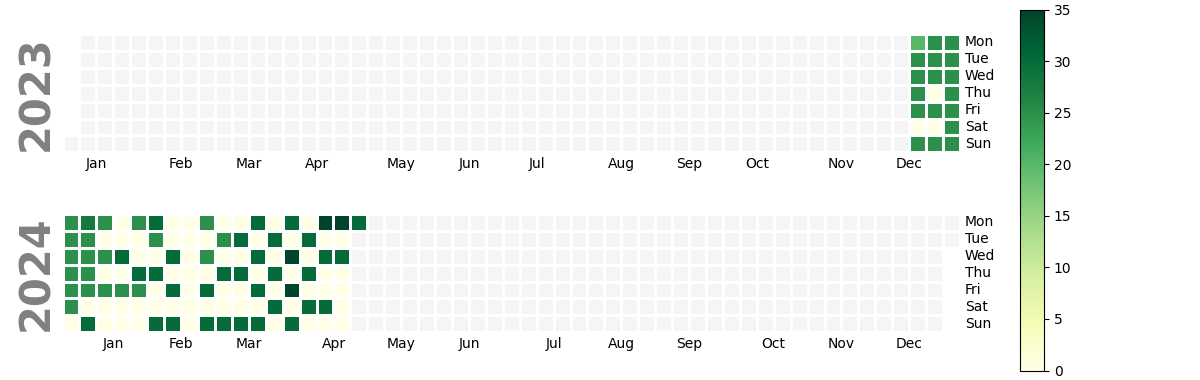 2023
Mon
Tue
Wed
Thu
Fri
Sat
Sun
Jan Feb Mar Apr May Jun Jul Aug Sep Oct Nov Dec
2024
Mon
Tue
Wed
Thu
Fri
Sat
Sun
Jan Feb Mar Apr May Jun Jul Aug Sep Oct Nov Dec
35
30
25
20
15
10
5
0